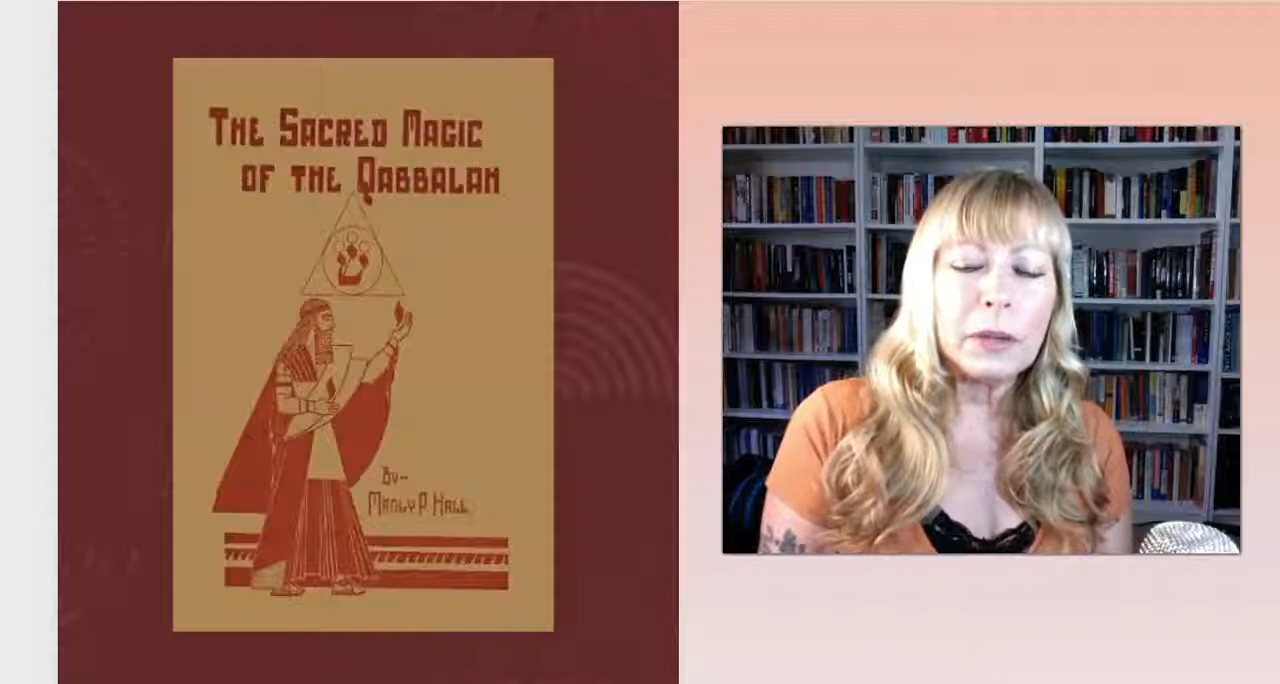 The Sacred Magic
of the Qabbalah
By--
Manly P. Hall